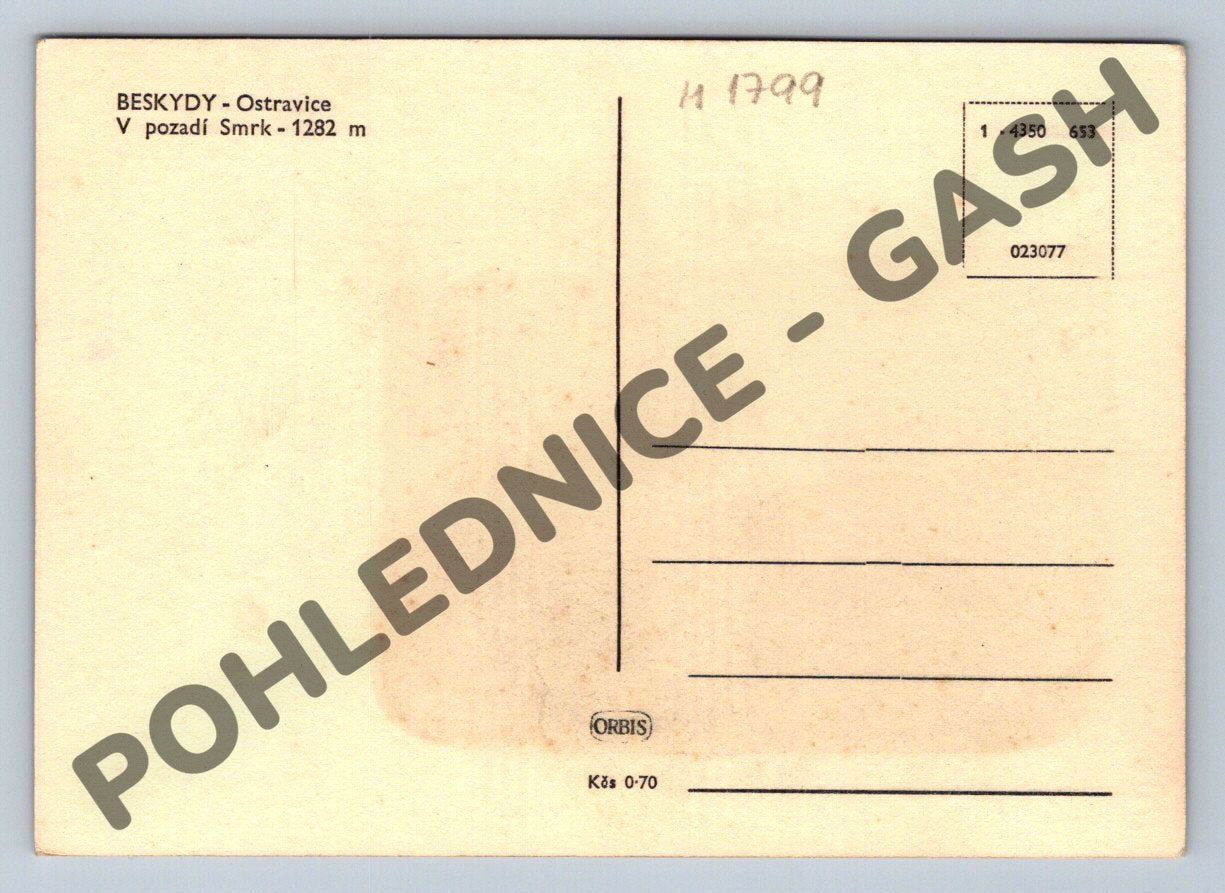 BESKYDY - Ostravice
V pozadí Smrk - 1282 m
H 1799
1 - 4350 653
023077
POHLEDNICE - GASH
ORBIS
Kčs 0·70